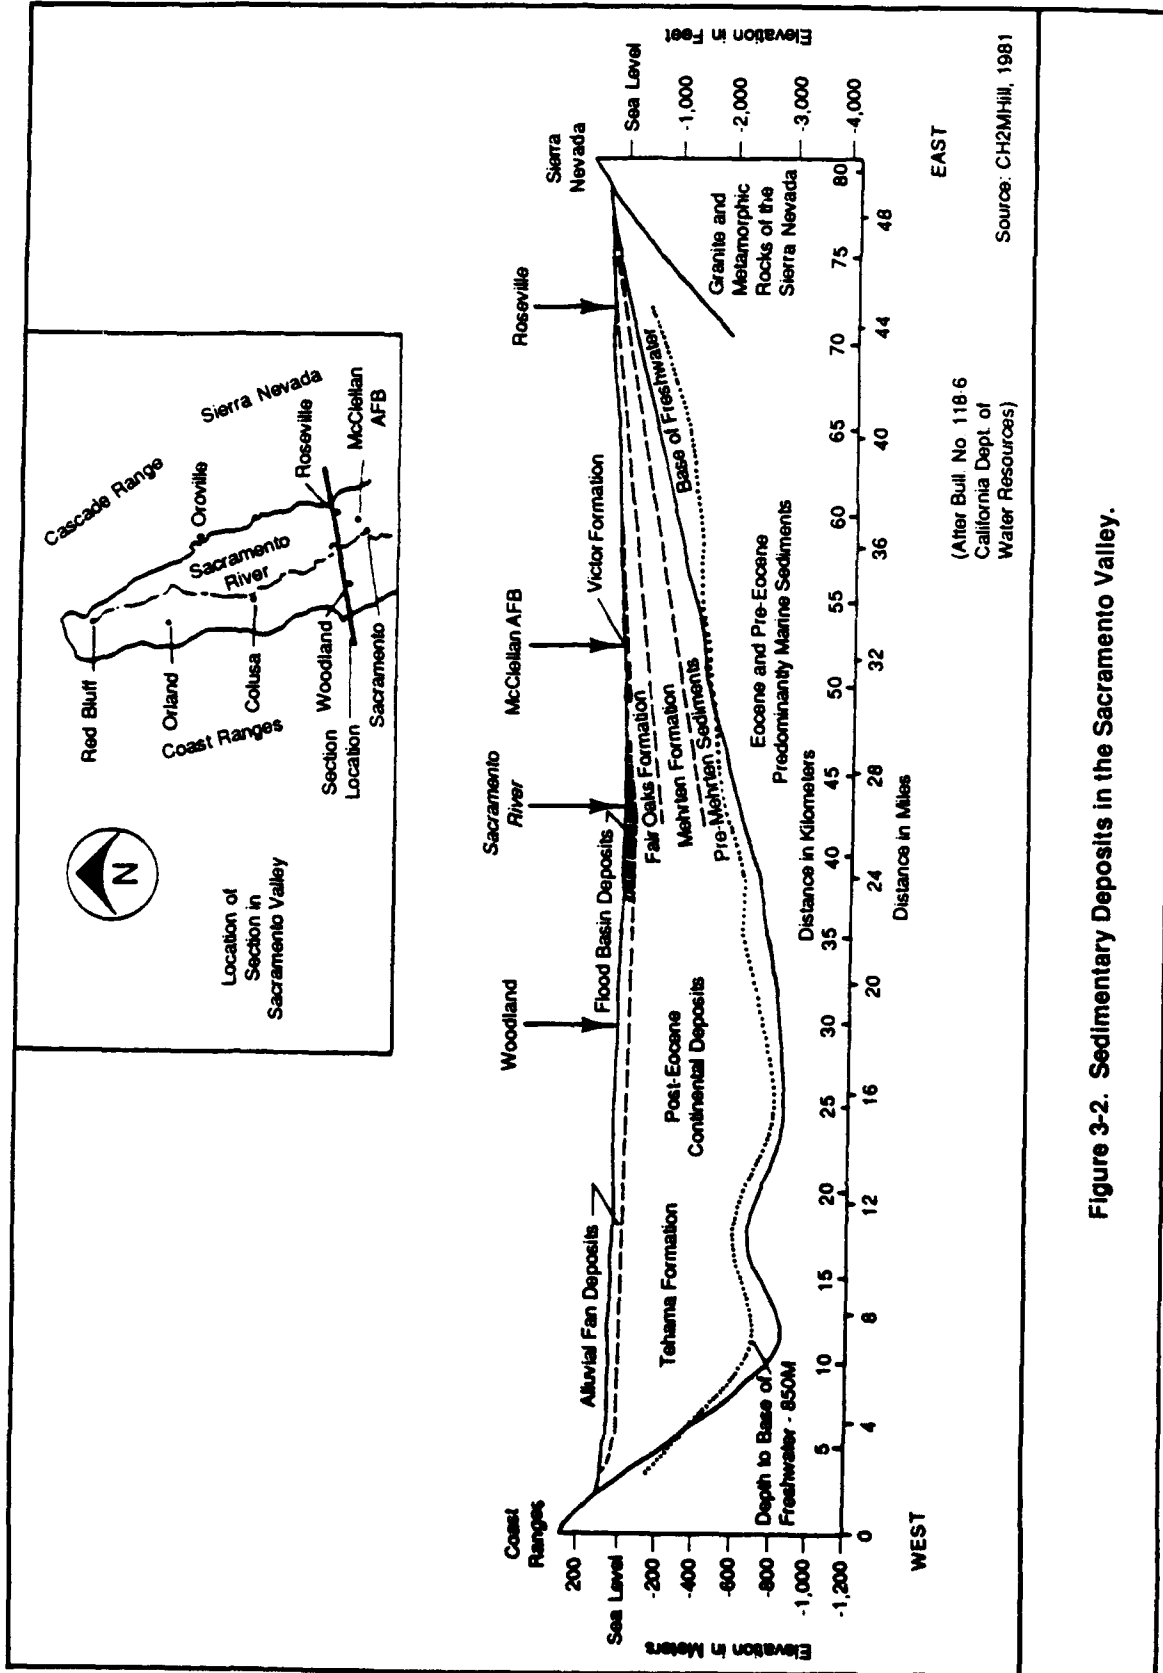 Location of
Section in
Sacramento Valley
N
Red Bluff
Orland
Colusa
Coast Ranges
Woodland
Section
Location
Sacramento
Cascade Range
Oroville
Sacramento
River
Sierra Nevada
Roseville
McClellan
AFB
Coast
Ranges
Woodland
Sacramento
River
McClellan AFB
Roseville
Sierra
Nevada
Elevation in Meters
200
Sea Level
-200
-400
-600
-800
-1,000
-1,200
Elevation in Feet
Sea Level
-1,000
-2,000
-3,000
-4,000
Alluvial Fan Deposits
Flood Basin Deposits
Victor Formation
Tehama Formation
Post-Eocene
Continental Deposits
Fair Oaks Formation
Mehrten Formation
Pre-Mehrten Sediments
Base of Freshwater
Granite and
Metamorphic
Rocks of the
Sierra Nevada
Eocene and Pre-Eocene
Predominantly Marine Sediments
Depth to Base of
Freshwater - 850M
Distance in Kilometers
0 5 10 15 20 25 30 35 40 45 50 55 60 65 70 75 80
4 8 12 16 20 24 28 32 36 40 44 48
Distance in Miles
WEST
EAST
(After Bull. No 118-6
California Dept. of
Water Resources)
Source: CH2MHill, 1981
Figure 3-2. Sedimentary Deposits in the Sacramento Valley.